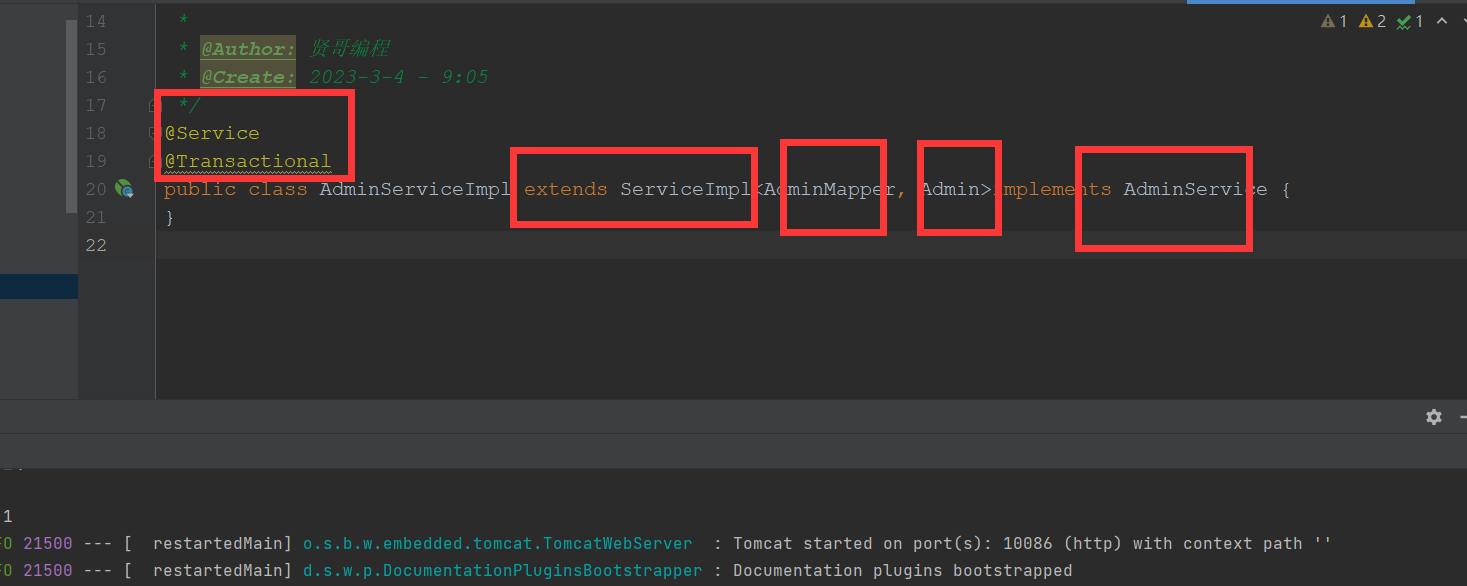 1 2 1
14 *
15 * @Author: 贤哥编程
16 * @Create: 2023-3-4 - 9:05
17 */
18 @Service
19 @Transactional
20 public class AdminServiceImpl extends ServiceImpl<AdminMapper, Admin>implements AdminService {
21 }
22
1
FO 21500 --- [ restartedMain] o.s.b.w.embedded.tomcat.TomcatWebServer : Tomcat started on port(s): 10086 (http) with context path ''
FO 21500 --- [ restartedMain] d.s.w.p.DocumentationPluginsBootstrapper : Documentation plugins bootstrapped